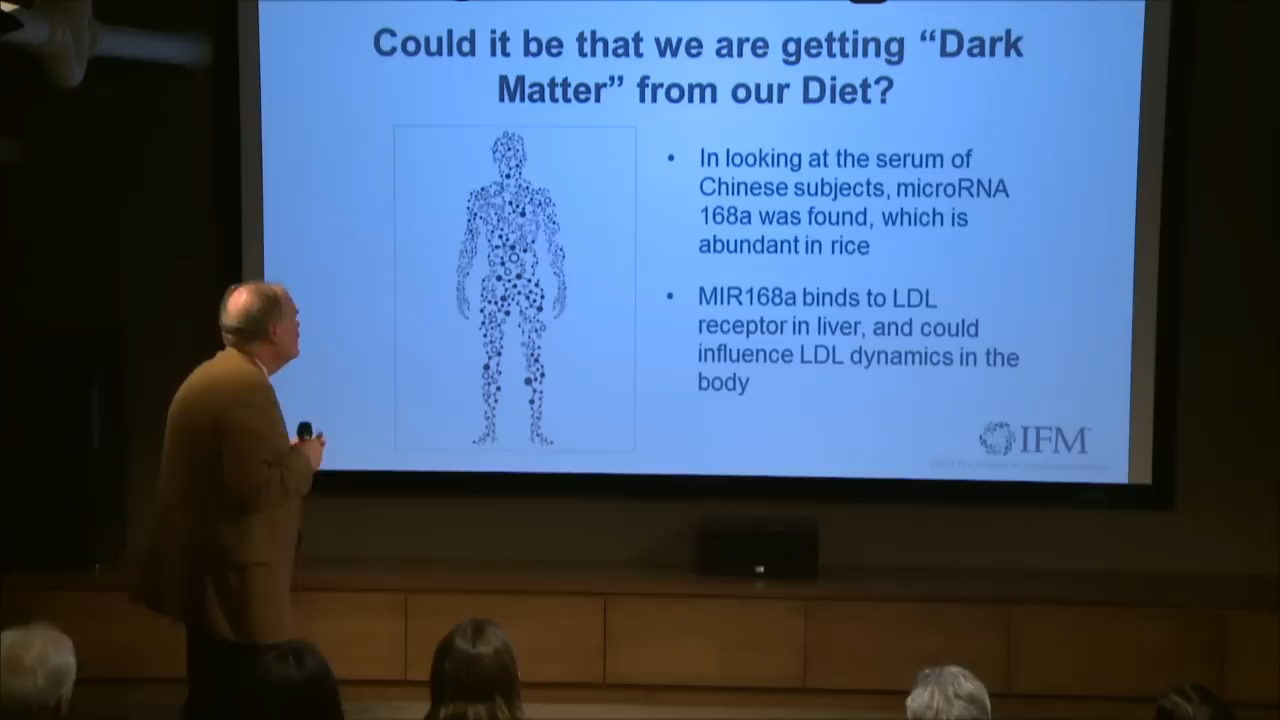 Could it be that we are getting “Dark
Matter” from our Diet?
• In looking at the serum of
Chinese subjects, microRNA
168a was found, which is
abundant in rice
• MIR168a binds to LDL
receptor in liver, and could
influence LDL dynamics in the
body
IFM